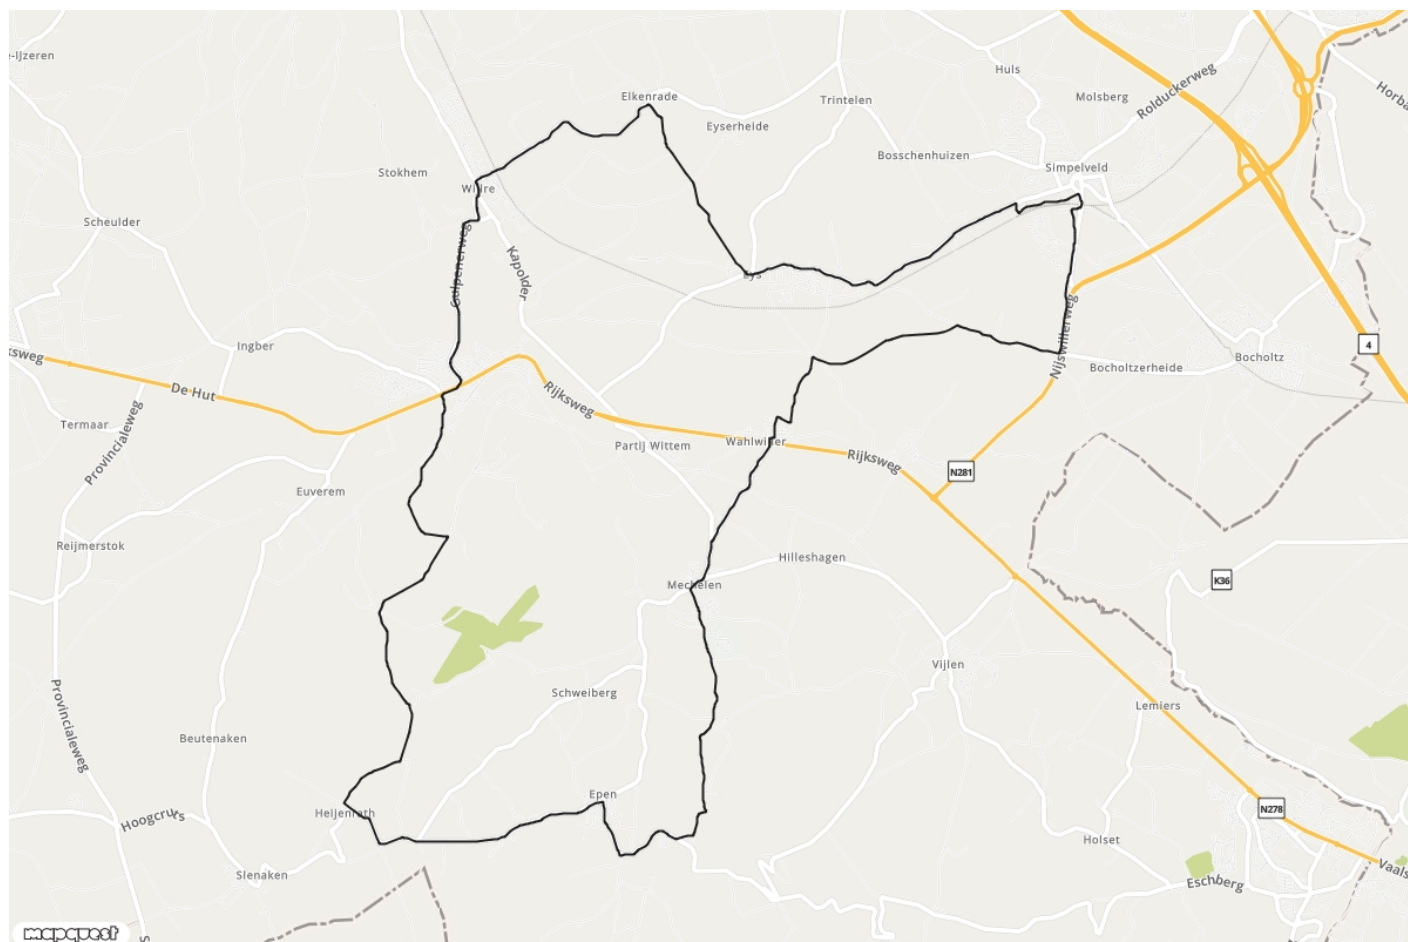 -IJzeren
Huls
Molsberg
Rolduckerweg
Horba
Elkenrade
Trintelen
Eyserheide
Bosschenhuizen
Simpelveld
Stokhem
Wijlre
Scheulder
Gulpenerweg
Kapolder
Eys
Nijswillerweg
Ingber
ksweg
De Hut
Rijksweg
4
Bocholtz
Bocholtzerheide
Termaar
Provincialeweg
Partij Wittem
Wahlwiller
Rijksweg
N281
Euverem
Reijmerstok
Hilleshagen
Mechelen
K36
Vijlen
Schweiberg
Lemiers
Provincialeweg
Beutenaken
Epen
Heijenrath
Hoogcruts
N278
Holset
Slenaken
Eschberg
Vaals
mapquest
S